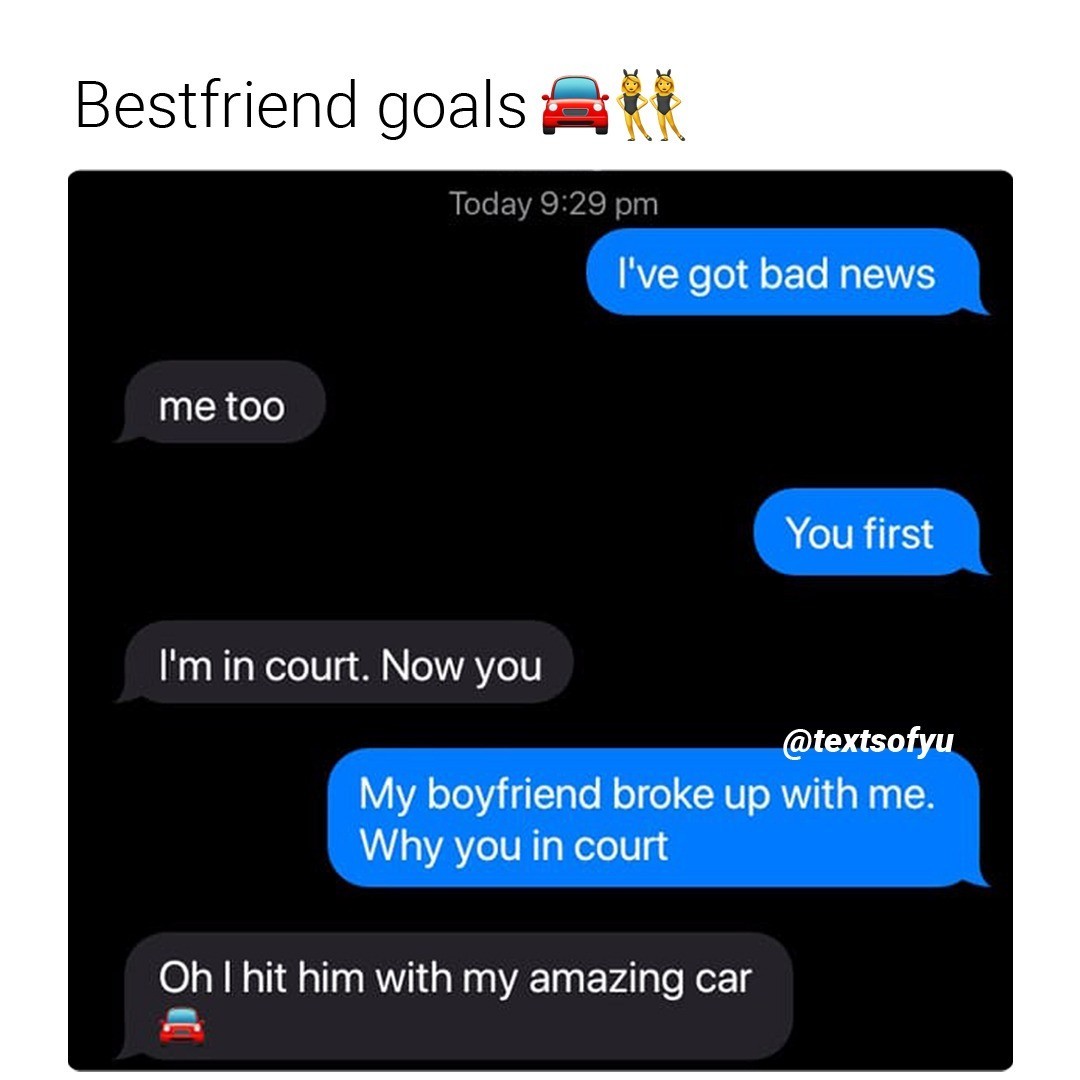 Bestfriend goals 🚘👯
Today 9:29 pm
I've got bad news
me too
You first
I'm in court. Now you
@textsofyu
My boyfriend broke up with me.
Why you in court
Oh I hit him with my amazing car
🚘